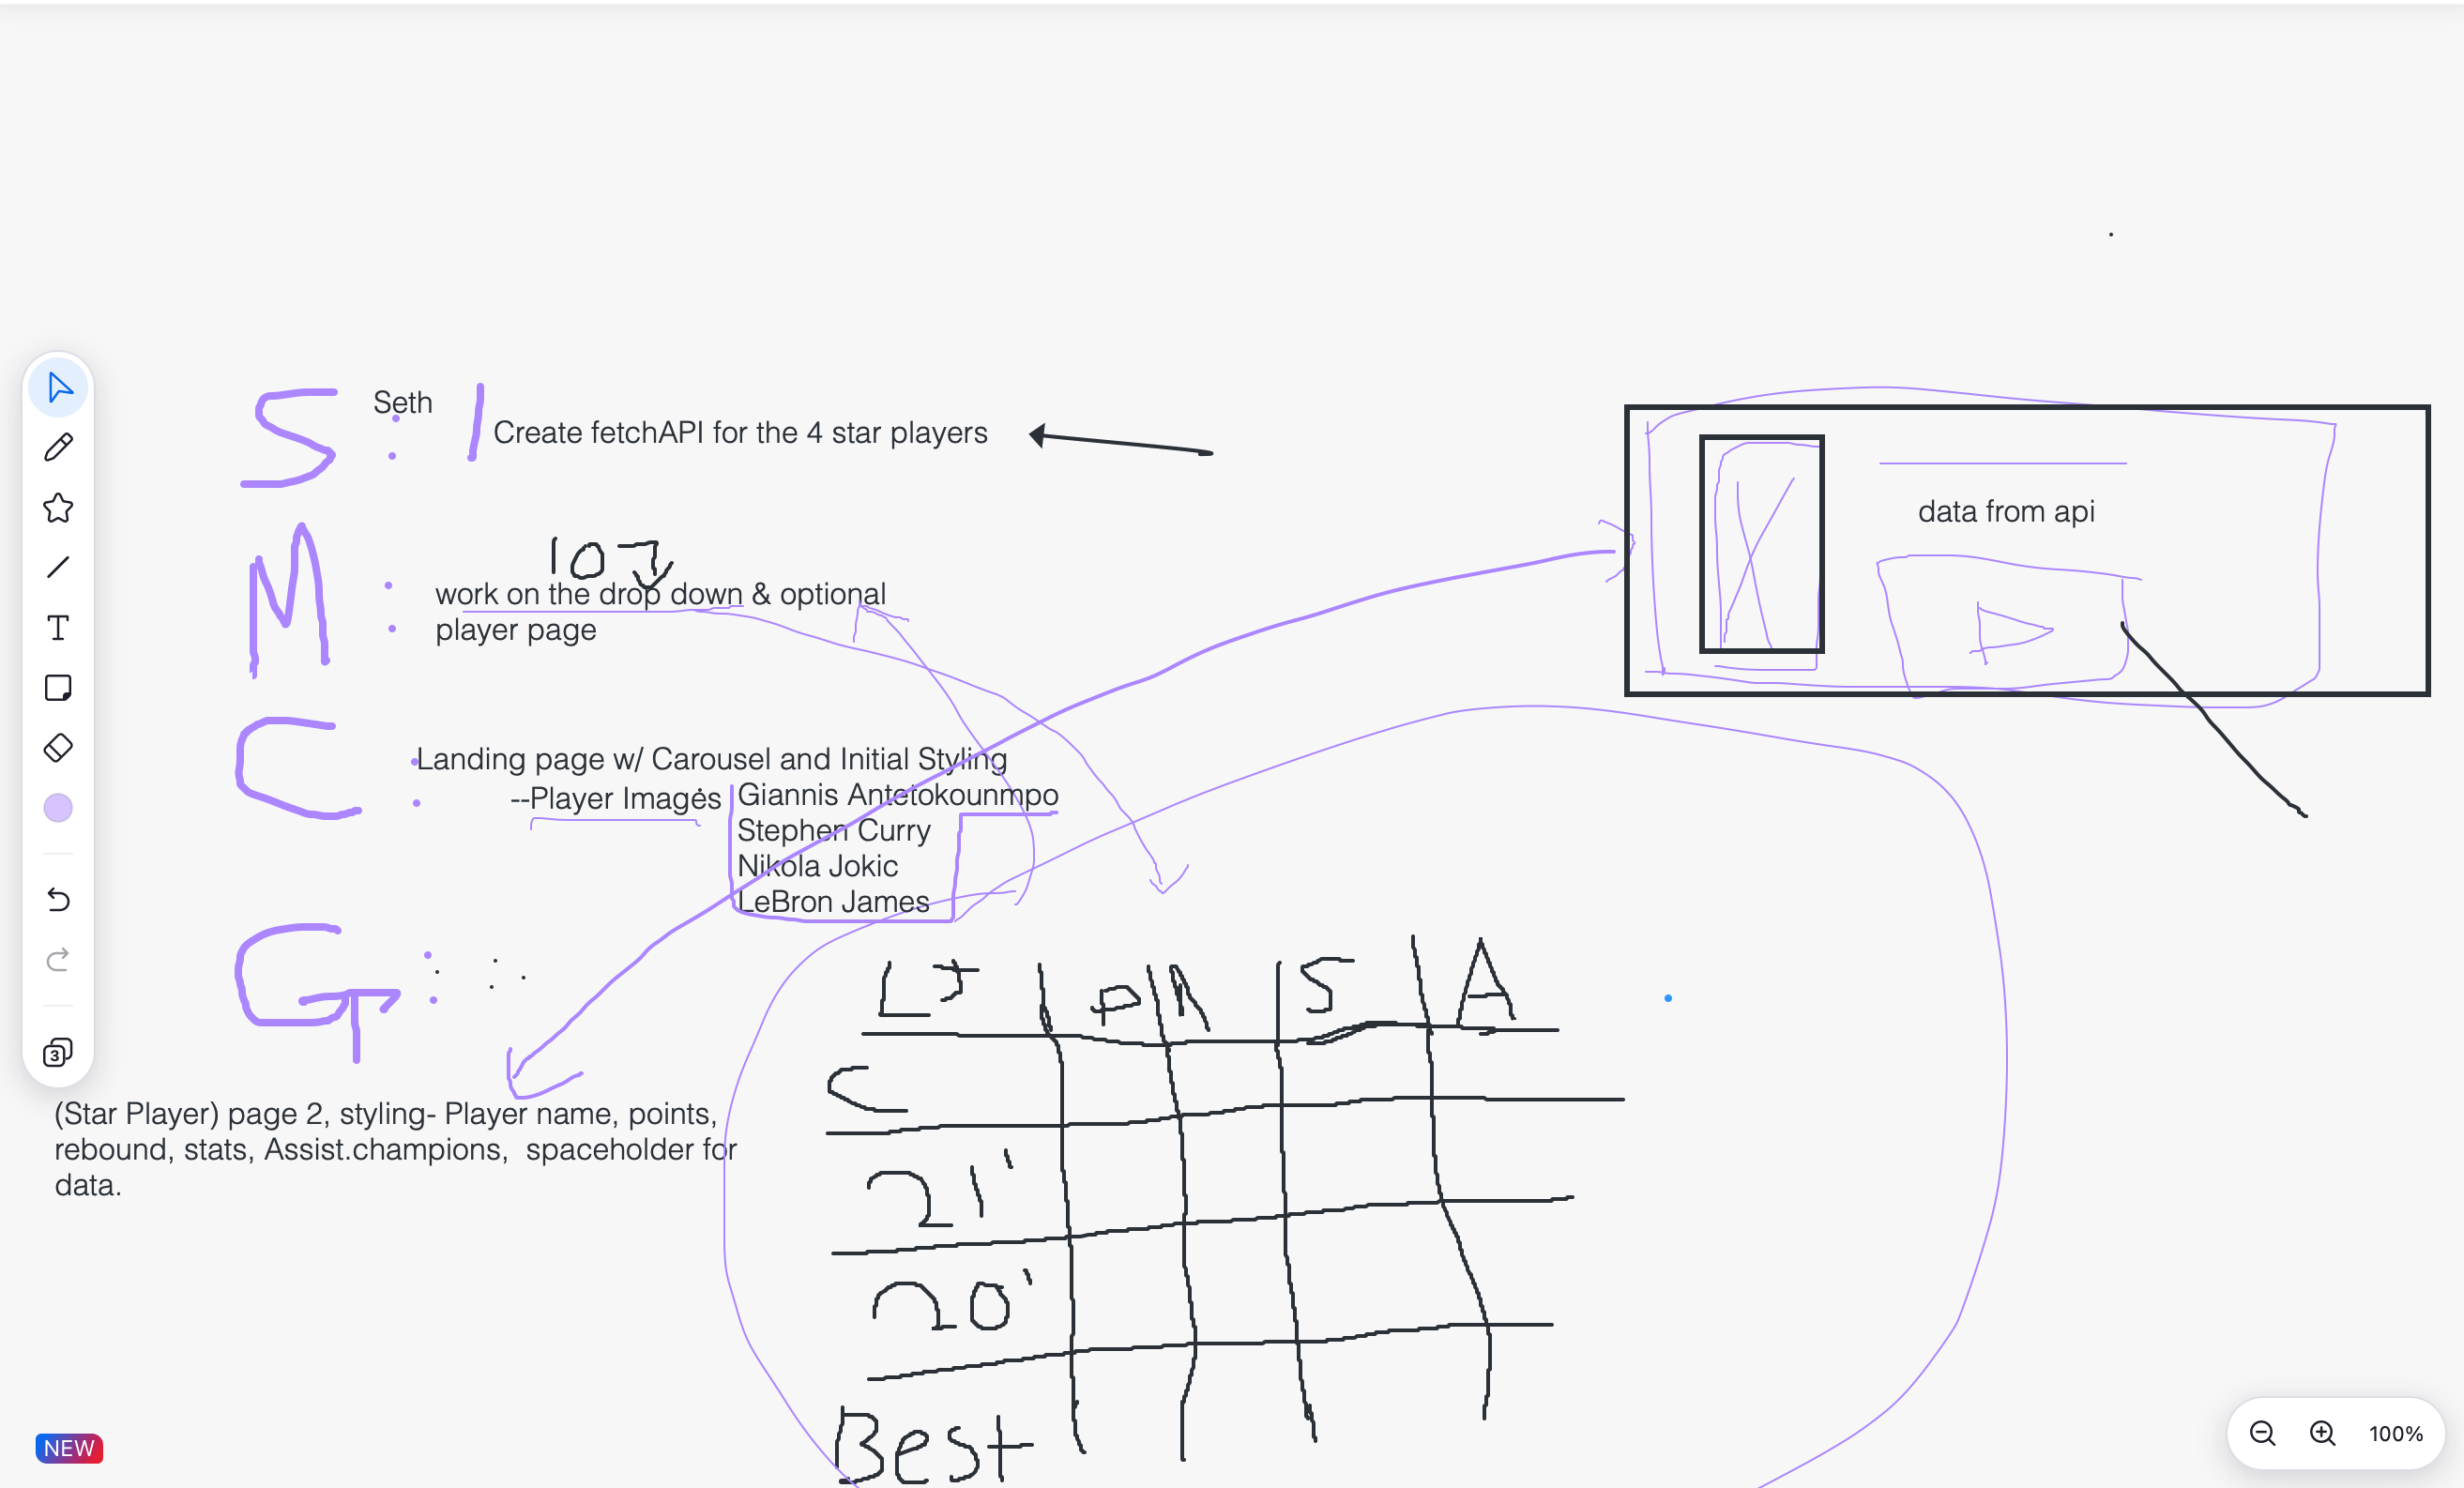 S
Seth
Create fetchAPI for the 4 star players
data from api
M
work on the drop down & optional
player page
C
Landing page w/ Carousel and Initial Styling
--Player Images
Giannis Antetokounmpo
Stephen Curry
Nikola Jokic
LeBron James
G
LJ
S
A
C
21'
20'
Best
(Star Player) page 2, styling- Player name, points,
rebound, stats, Assist.champions, spaceholder for
data.
T
3
NEW
100%